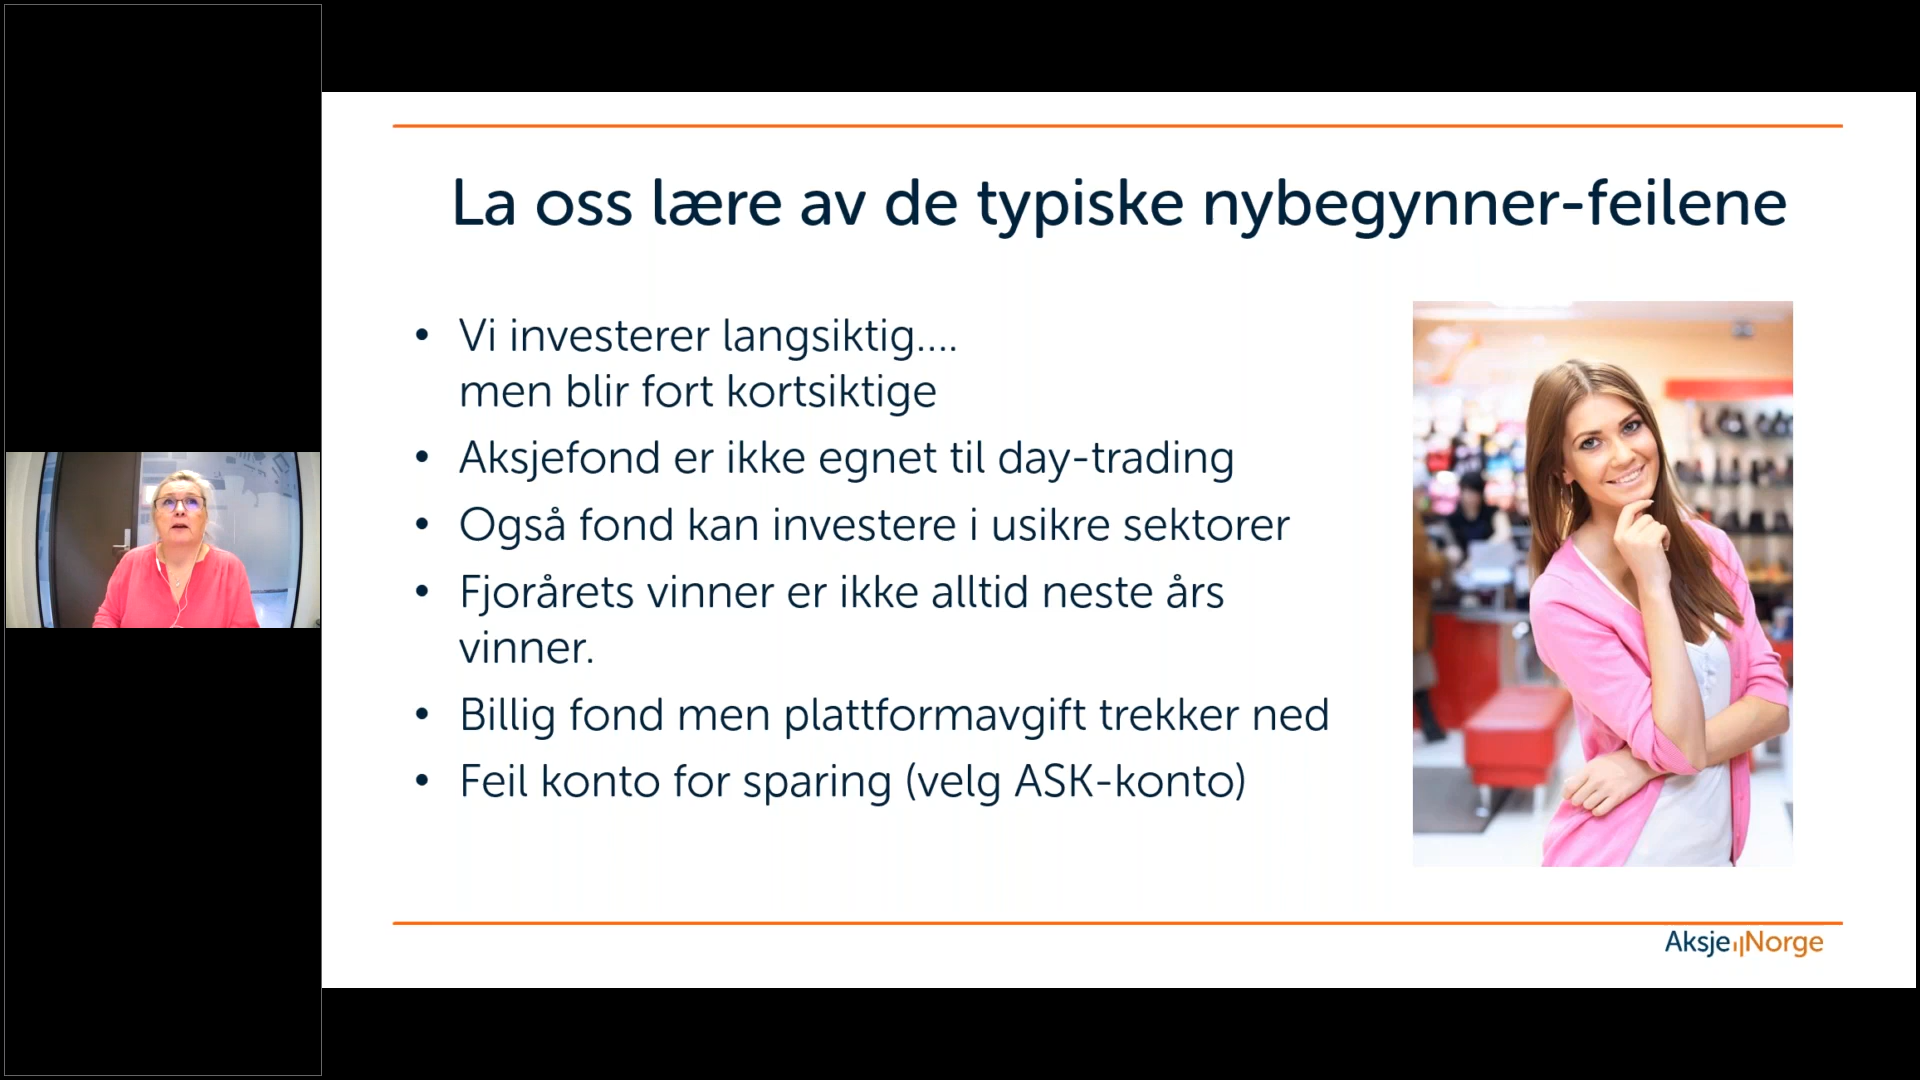 La oss lære av de typiske nybegynner-feilene
• Vi investerer langsiktig....
men blir fort kortsiktige
• Aksjefond er ikke egnet til day-trading
• Også fond kan investere i usikre sektorer
• Fjorårets vinner er ikke alltid neste års
vinner.
• Billig fond men plattformavgift trekker ned
• Feil konto for sparing (velg ASK-konto)
AksjeNorge